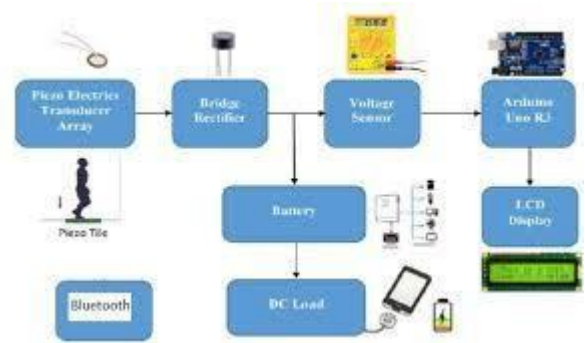 Piezo Electrics
Transducer
Array
Bridge
Rectifier
Voltage
Sensor
Arduino
Uno R3
Piezo Tile
Battery
LCD
Display
Bluetooth
DC Load